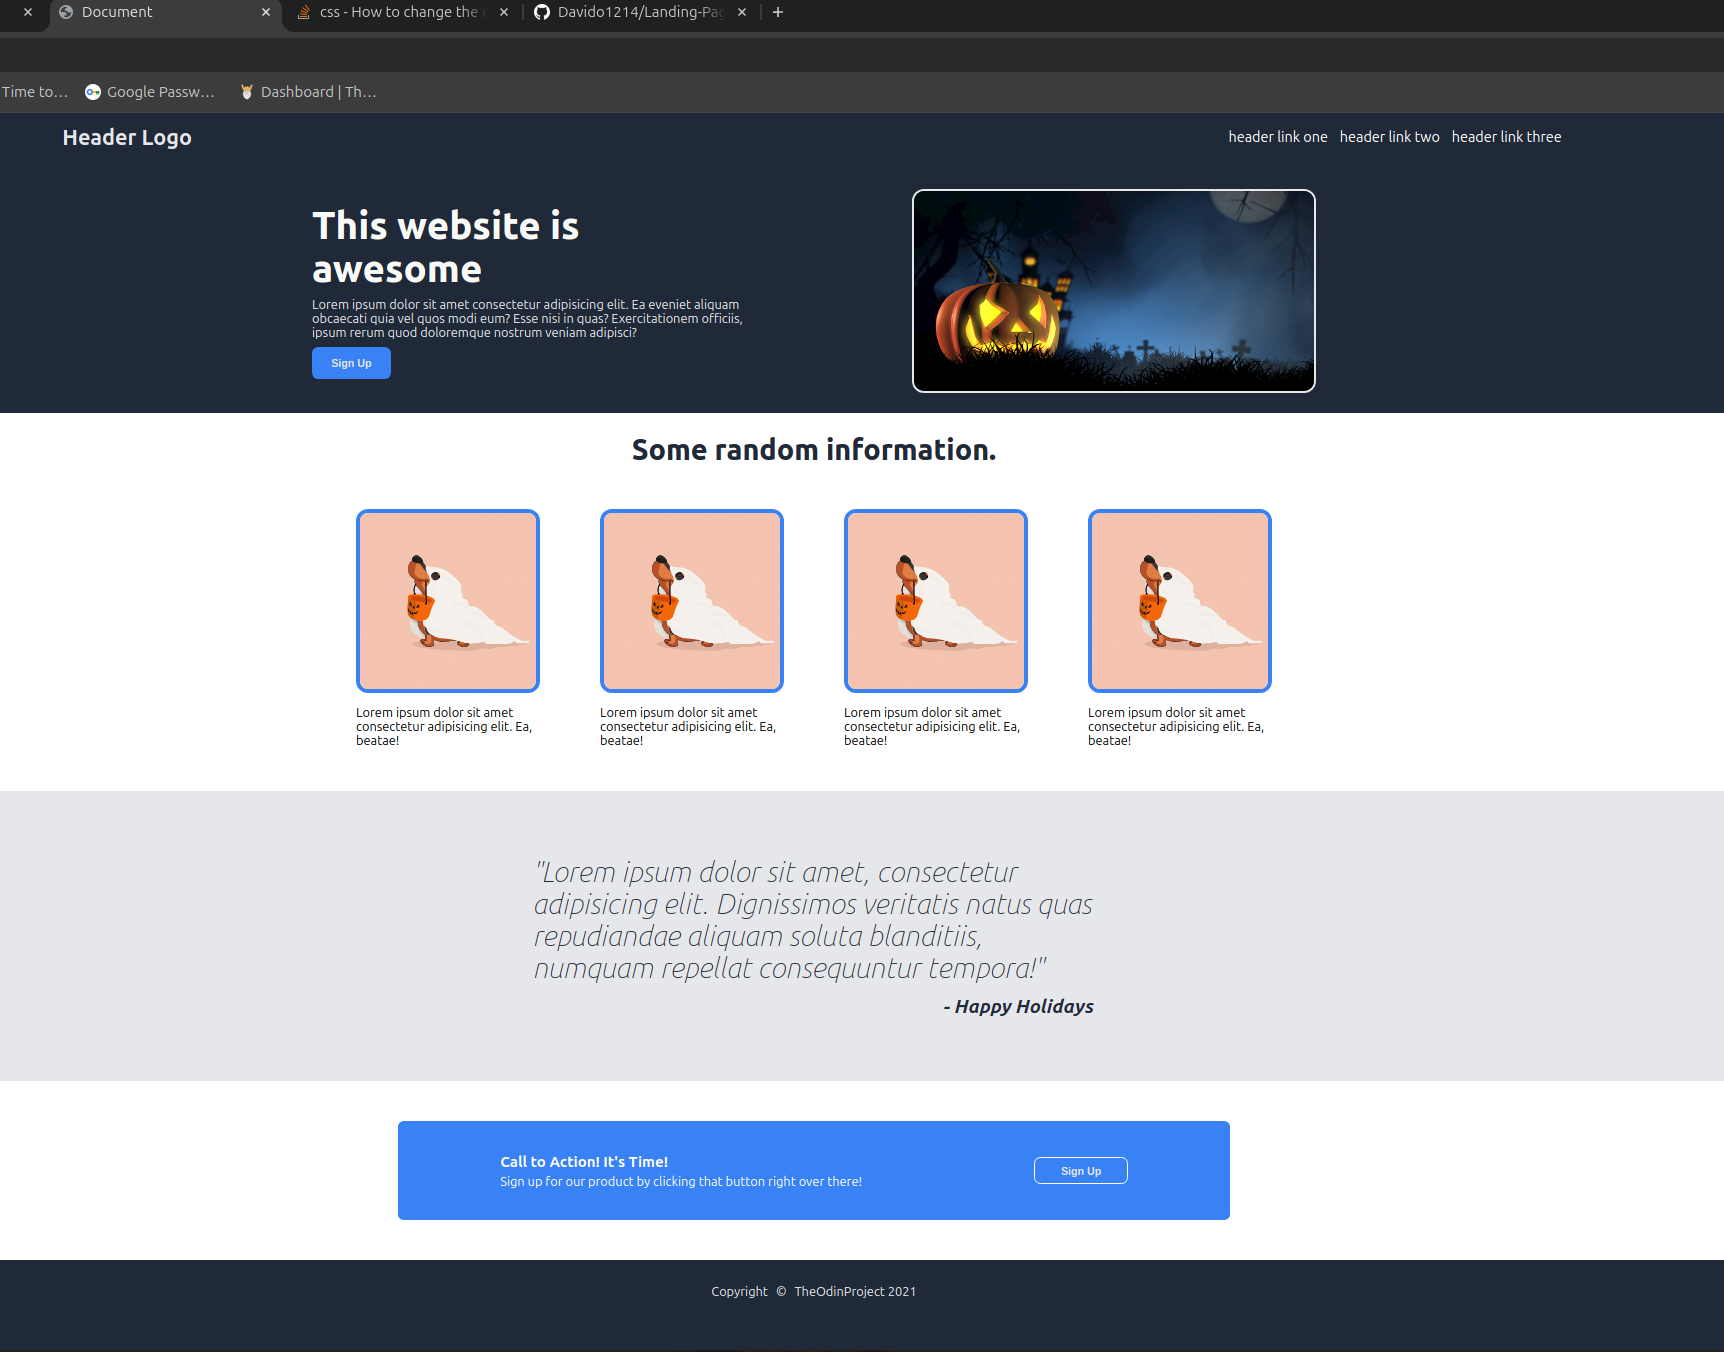 Document
css - How to change the
Davido1214/Landing-Pag
Time to...
Google Passw...
Dashboard | Th...
Header Logo
header link one header link two header link three
This website is
awesome
Lorem ipsum dolor sit amet consectetur adipisicing elit. Ea eveniet aliquam
obcaecati quia vel quos modi eum? Esse nisi in quas? Exercitationem officiis,
ipsum rerum quod doloremque nostrum veniam adipisci?
Sign Up
Some random information.
Lorem ipsum dolor sit amet
consectetur adipisicing elit. Ea,
beatae!
Lorem ipsum dolor sit amet
consectetur adipisicing elit. Ea,
beatae!
Lorem ipsum dolor sit amet
consectetur adipisicing elit. Ea,
beatae!
Lorem ipsum dolor sit amet
consectetur adipisicing elit. Ea,
beatae!
"Lorem ipsum dolor sit amet, consectetur
adipisicing elit. Dignissimos veritatis natus quas
repudiandae aliquam soluta blanditiis,
numquam repellat consequuntur tempora!"
- Happy Holidays
Call to Action! It's Time!
Sign up for our product by clicking that button right over there!
Sign Up
Copyright © TheOdinProject 2021